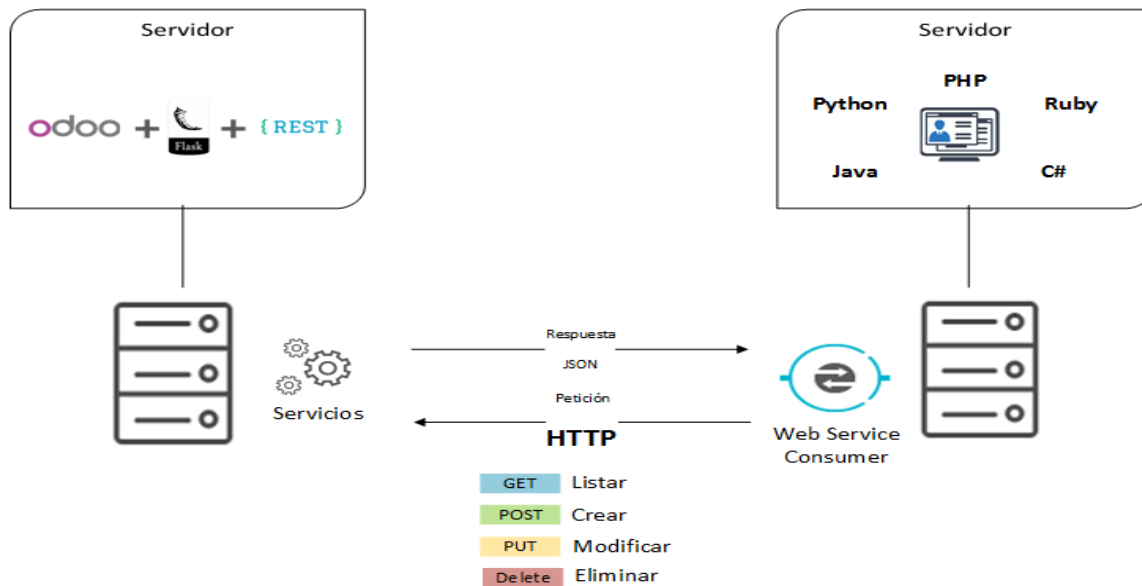 Servidor
odoo + Flask + { REST }
Servidor
PHP
Python
Ruby
Java
C#
Servicios
Respuesta
JSON
Petición
HTTP
Web Service
Consumer
GET Listar
POST Crear
PUT Modificar
Delete Eliminar